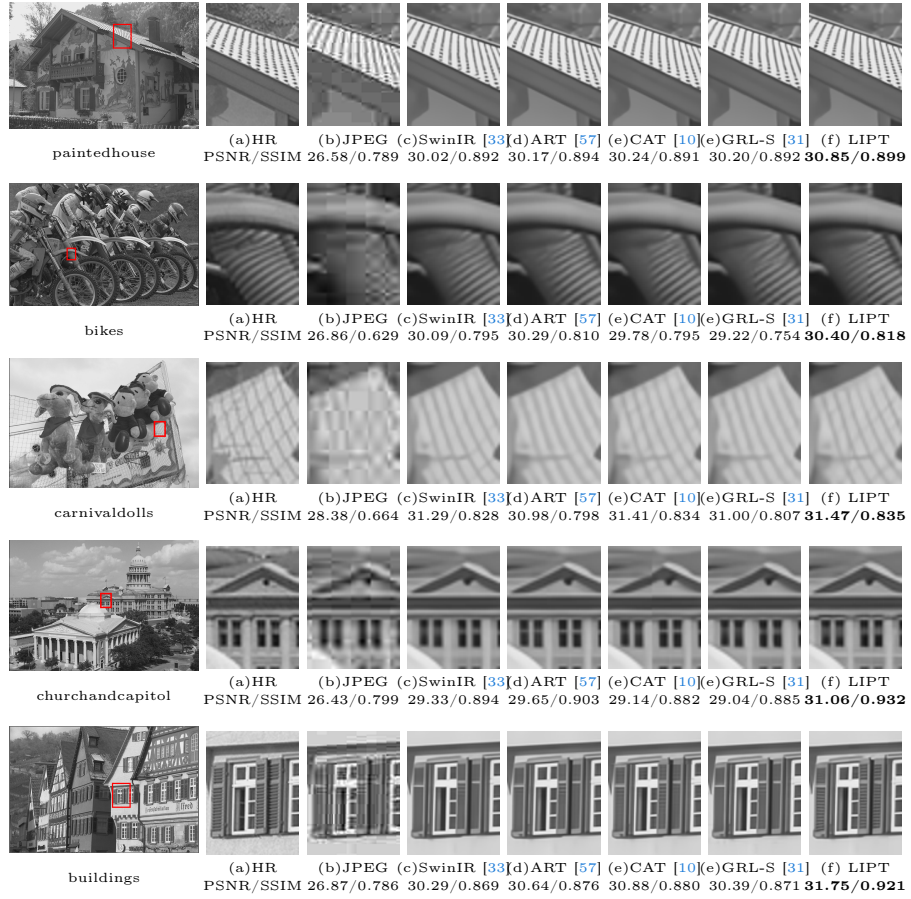 (a)HR (b)JPEG (c)SwinIR [33] (d)ART [57] (e)CAT [10] (e)GRL-S [31] (f) LIPT
paintedhouse
PSNR/SSIM 26.58/0.789 30.02/0.892 30.17/0.894 30.24/0.891 30.20/0.892 30.85/0.899
(a)HR (b)JPEG (c)SwinIR [33] (d)ART [57] (e)CAT [10] (e)GRL-S [31] (f) LIPT
bikes
PSNR/SSIM 26.86/0.629 30.09/0.795 30.29/0.810 29.78/0.795 29.22/0.754 30.40/0.818
(a)HR (b)JPEG (c)SwinIR [33] (d)ART [57] (e)CAT [10] (e)GRL-S [31] (f) LIPT
carnivaldolls
PSNR/SSIM 28.38/0.664 31.29/0.828 30.98/0.798 31.41/0.834 31.00/0.807 31.47/0.835
(a)HR (b)JPEG (c)SwinIR [33] (d)ART [57] (e)CAT [10] (e)GRL-S [31] (f) LIPT
churchandcapitol
PSNR/SSIM 26.43/0.799 29.33/0.894 29.65/0.903 29.14/0.882 29.04/0.885 31.06/0.932
(a)HR (b)JPEG (c)SwinIR [33] (d)ART [57] (e)CAT [10] (e)GRL-S [31] (f) LIPT
buildings
PSNR/SSIM 26.87/0.786 30.29/0.869 30.64/0.876 30.88/0.880 30.39/0.871 31.75/0.921